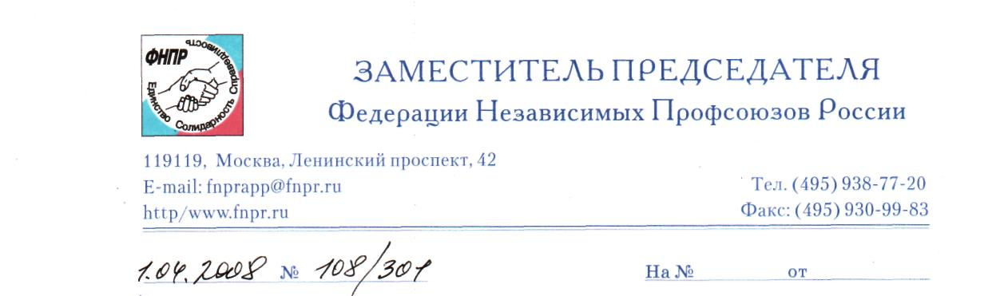 ФНПР
Единство Солидарность Справедливость
ЗАМЕСТИТЕЛЬ ПРЕДСЕДАТЕЛЯ
Федерации Независимых Профсоюзов России
119119, Москва, Ленинский проспект, 42
E-mail: fnprapp@fnpr.ru
Тел. (495) 938-77-20
http/www.fnpr.ru
Факс: (495) 930-99-83
1.04.2008 № 108/301 На № от